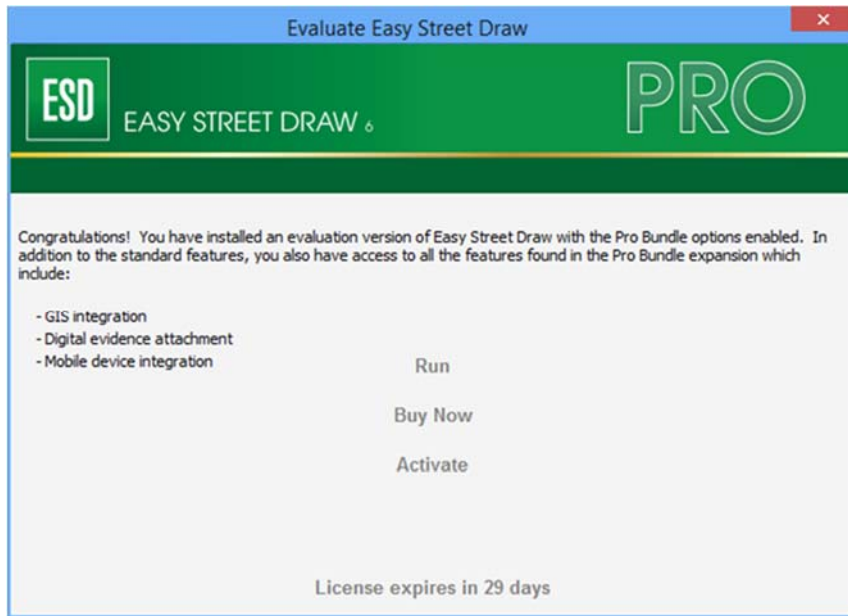 Evaluate Easy Street Draw
ESD
EASY STREET DRAW 6
PRO
Congratulations!  You have installed an evaluation version of Easy Street Draw with the Pro Bundle options enabled.  In
addition to the standard features, you also have access to all the features found in the Pro Bundle expansion which
include:
- GIS integration
- Digital evidence attachment
- Mobile device integration
Run
Buy Now
Activate
License expires in 29 days